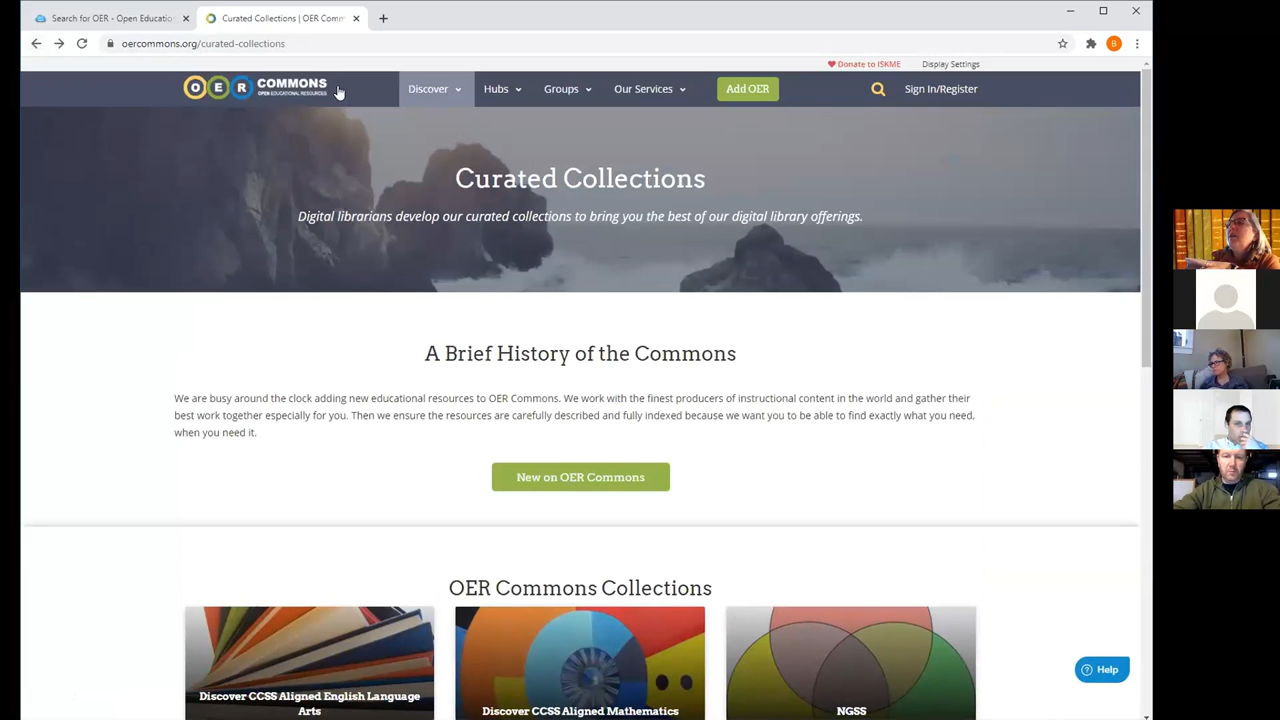 Search for OER - Open Educatio
Curated Collections | OER Comm
oercommons.org/curated-collections
B
Donate to ISKME
Display Settings
OER COMMONS
OPEN EDUCATIONAL RESOURCES
Discover
Hubs
Groups
Our Services
Add OER
Sign In/Register
Curated Collections
Digital librarians develop our curated collections to bring you the best of our digital library offerings.
A Brief History of the Commons
We are busy around the clock adding new educational resources to OER Commons. We work with the finest producers of instructional content in the world and gather their
best work together especially for you. Then we ensure the resources are carefully described and fully indexed because we want you to be able to find exactly what you need,
when you need it.
New on OER Commons
OER Commons Collections
Discover CCSS Aligned English Language
Arts
Discover CCSS Aligned Mathematics
NGSS
? Help